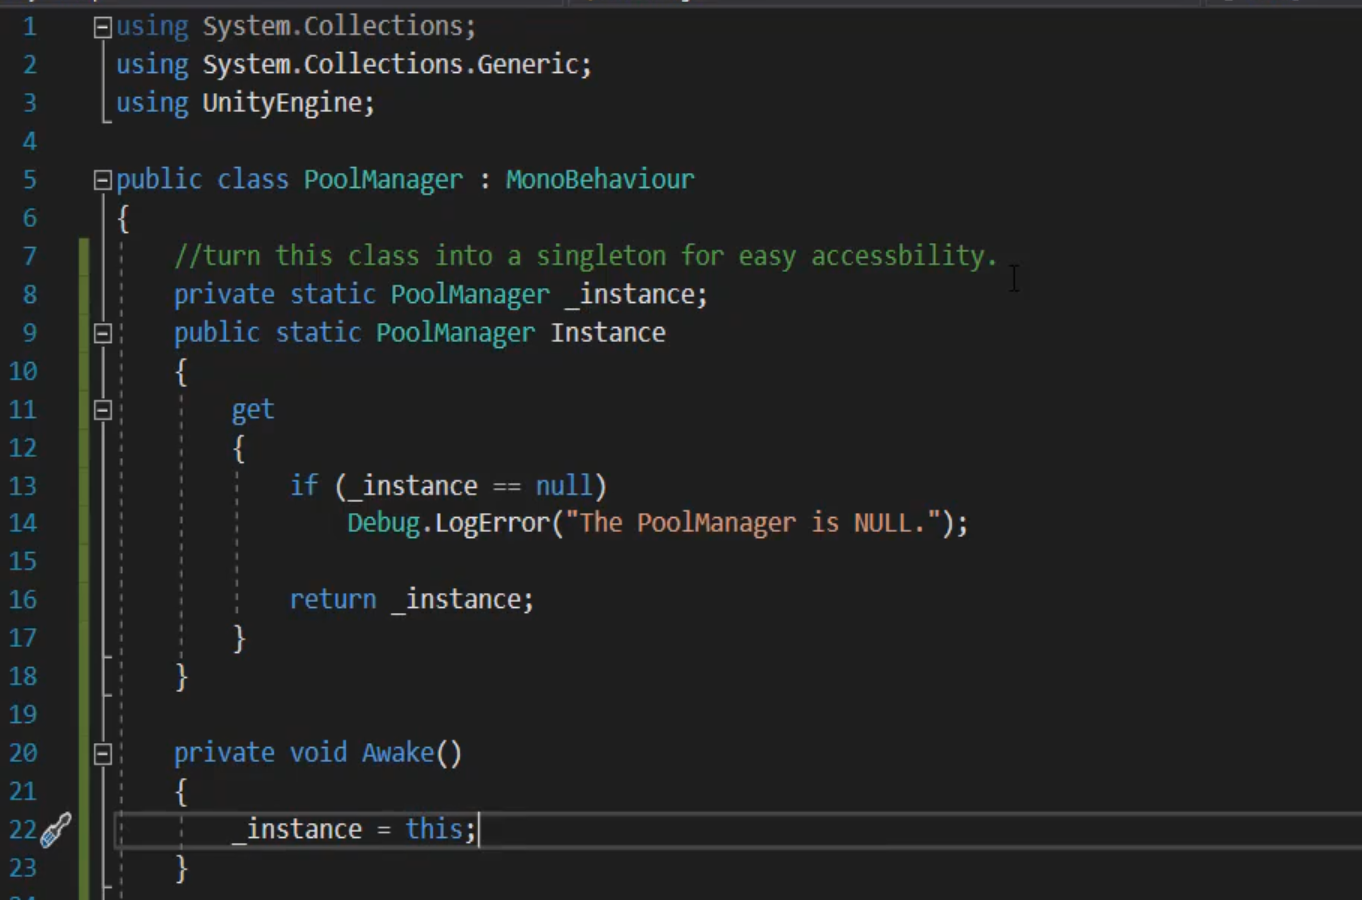 1 using System.Collections;
2 using System.Collections.Generic;
3 using UnityEngine;
4
5 public class PoolManager : MonoBehaviour
6 {
7 //turn this class into a singleton for easy accessbility.
8 private static PoolManager _instance;
9 public static PoolManager Instance
10 {
11 get
12 {
13 if (_instance == null)
14 Debug.LogError("The PoolManager is NULL.");
15
16 return _instance;
17 }
18 }
19
20 private void Awake()
21 {
22 _instance = this;
23 }